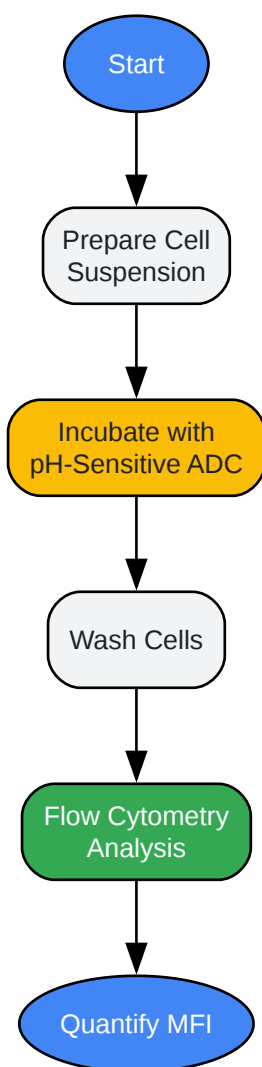 Start
Prepare Cell
Suspension
Incubate with
pH-Sensitive ADC
Wash Cells
Flow Cytometry
Analysis
Quantify MFI